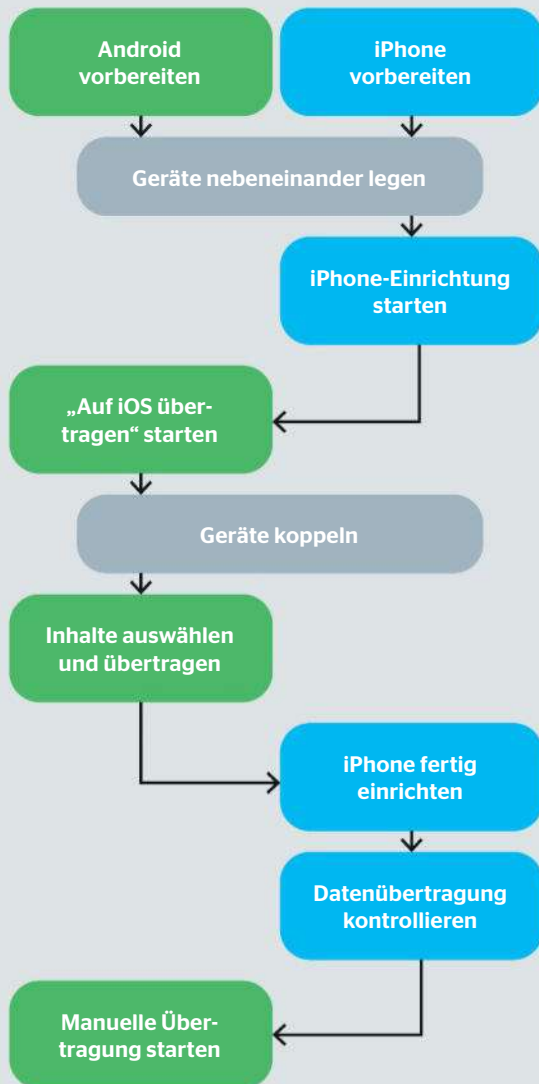 Android
vorbereiten
iPhone
vorbereiten
Geräte nebeneinander legen
iPhone-Einrichtung
starten
„Auf iOS über-
tragen“ starten
Geräte koppeln
Inhalte auswählen
und übertragen
iPhone fertig
einrichten
Datenübertragung
kontrollieren
Manuelle Über-
tragung starten